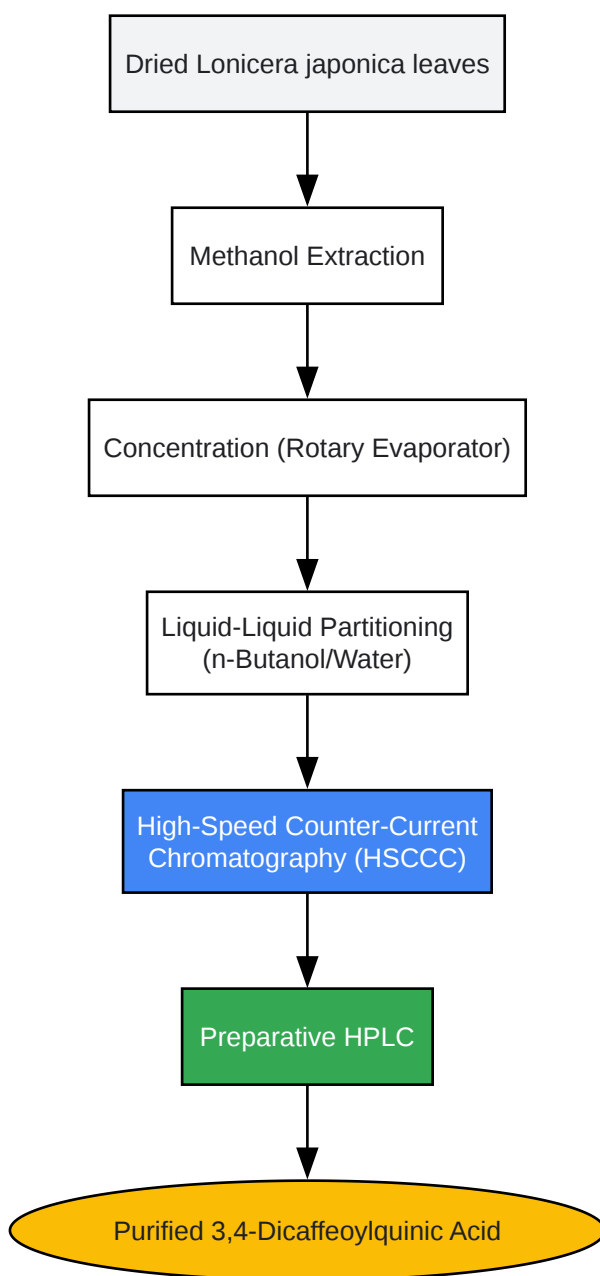 Dried Lonicera japonica leaves
Methanol Extraction
Concentration (Rotary Evaporator)
Liquid-Liquid Partitioning
(n-Butanol/Water)
High-Speed Counter-Current
Chromatography (HSCCC)
Preparative HPLC
Purified 3,4-Dicaffeoylquinic Acid